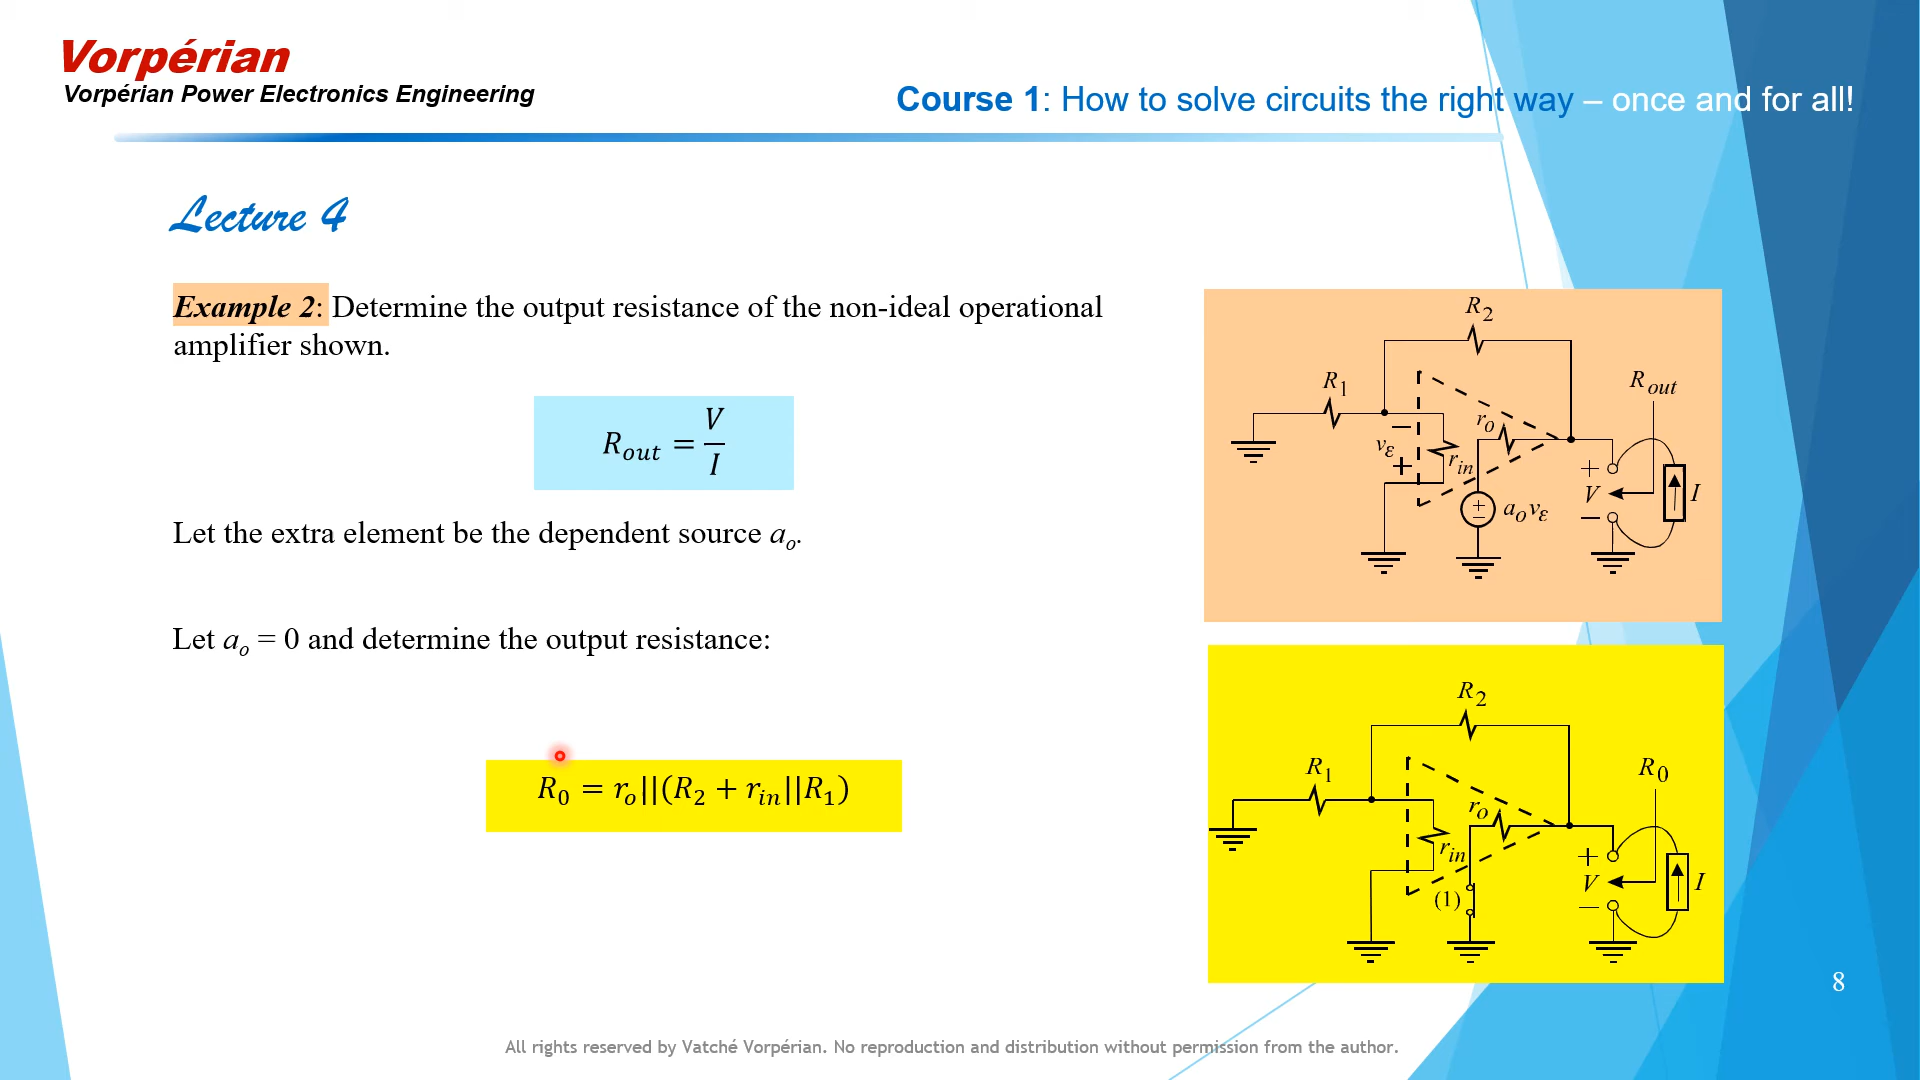 Vorpérian
Vorpérian Power Electronics Engineering
Course 1: How to solve circuits the right way – once and for all!
Lecture 4
Example 2: Determine the output resistance of the non-ideal operational
amplifier shown.
R_out = V/I
Let the extra element be the dependent source a_o.
Let a_o = 0 and determine the output resistance:
R_0 = r_o||(R_2 + r_in||R_1)
R_2
R_1
R_out
r_o
−
v_ε
+
r_in
+
V
−
I
+
−
a_o v_ε
R_2
R_1
R_0
r_o
r_in
+
V
−
I
(1)
8
All rights reserved by Vatché Vorpérian. No reproduction and distribution without permission from the author.